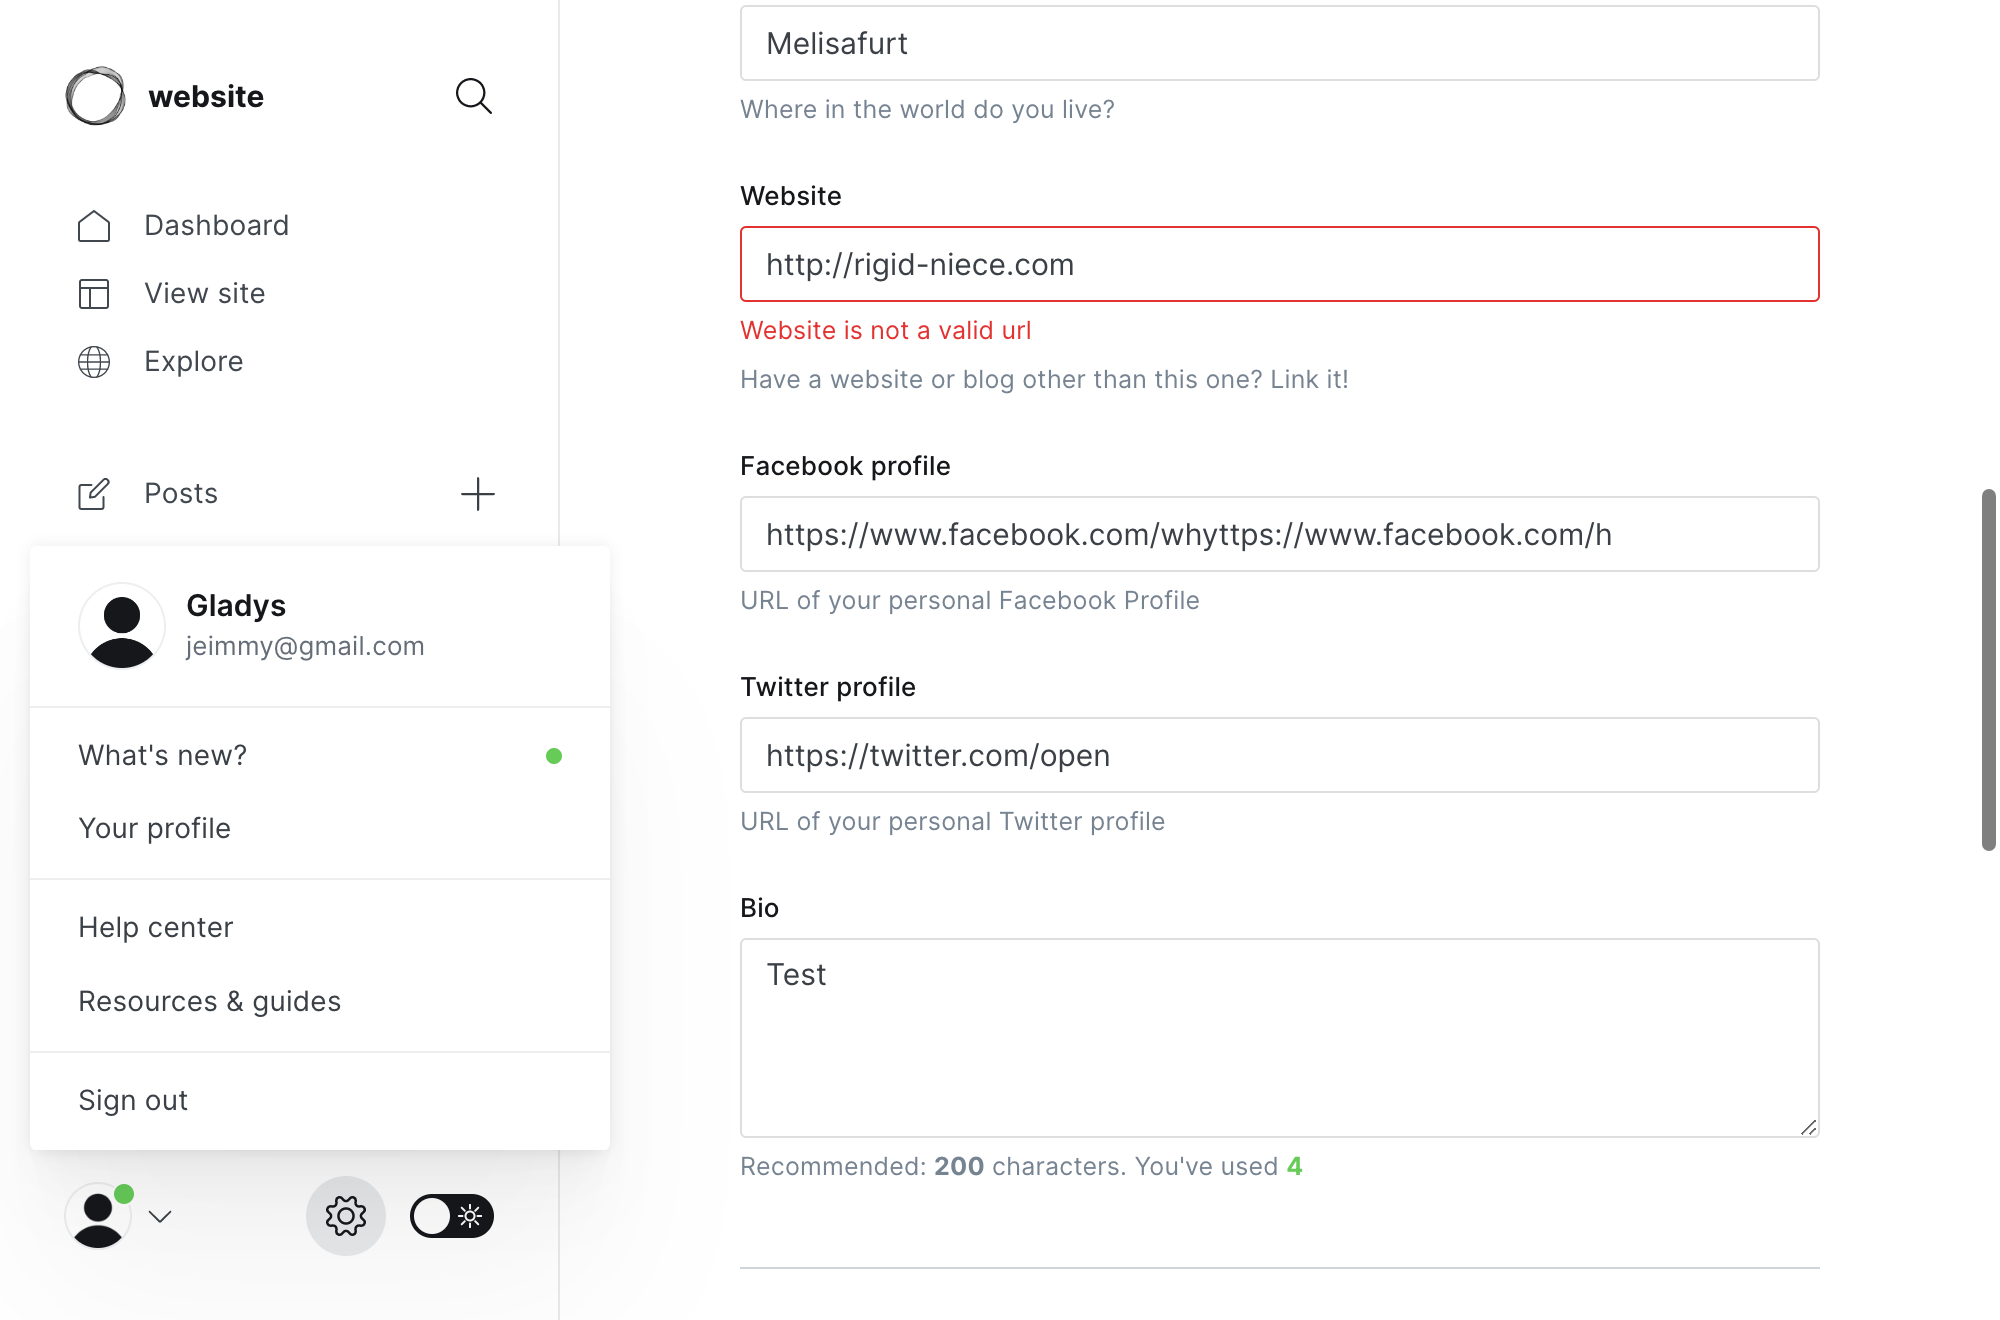 website
Dashboard
View site
Explore
Posts
Gladys
jeimmy@gmail.com
What's new?
Your profile
Help center
Resources & guides
Sign out
Melisafurt
Where in the world do you live?
Website
http://rigid-niece.com
Website is not a valid url
Have a website or blog other than this one? Link it!
Facebook profile
https://www.facebook.com/whyttps://www.facebook.com/h
URL of your personal Facebook Profile
Twitter profile
https://twitter.com/open
URL of your personal Twitter profile
Bio
Test
Recommended: 200 characters. You've used 4